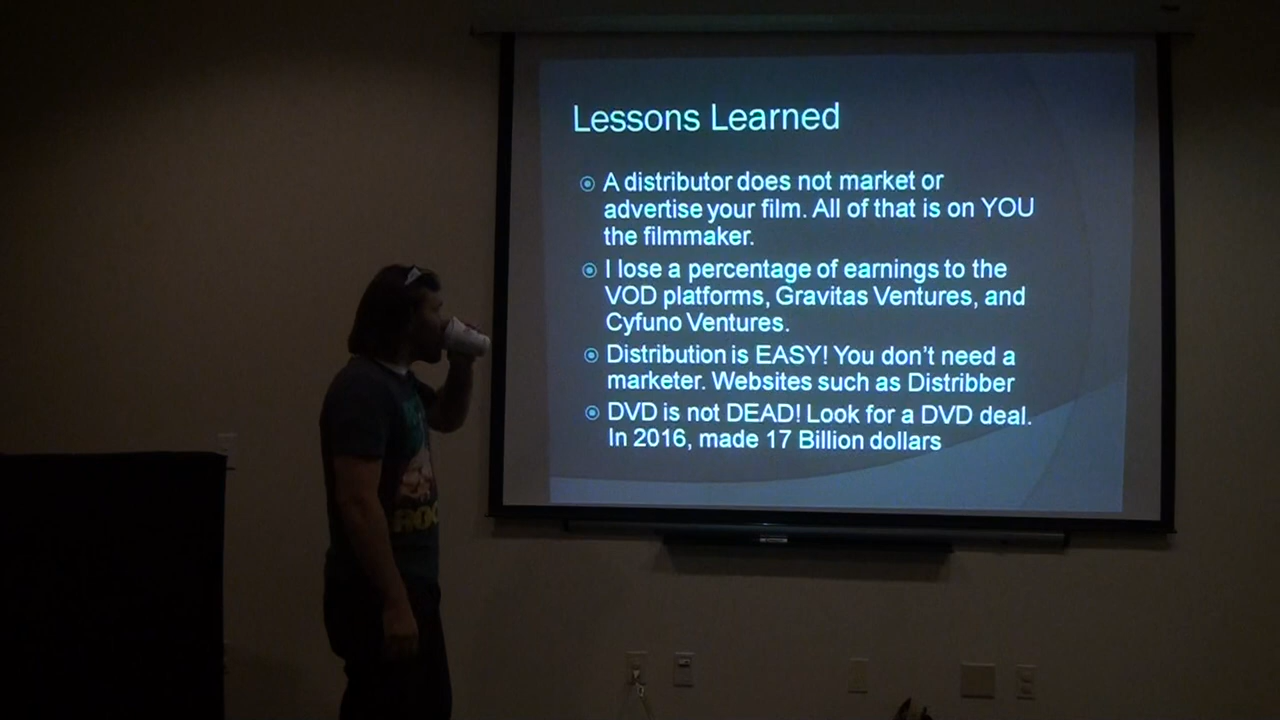 Lessons Learned
A distributor does not market or
advertise your film. All of that is on YOU
the filmmaker.
I lose a percentage of earnings to the
VOD platforms, Gravitas Ventures, and
Cyfuno Ventures.
Distribution is EASY! You don't need a
marketer. Websites such as Distribber
DVD is not DEAD! Look for a DVD deal.
In 2016, made 17 Billion dollars